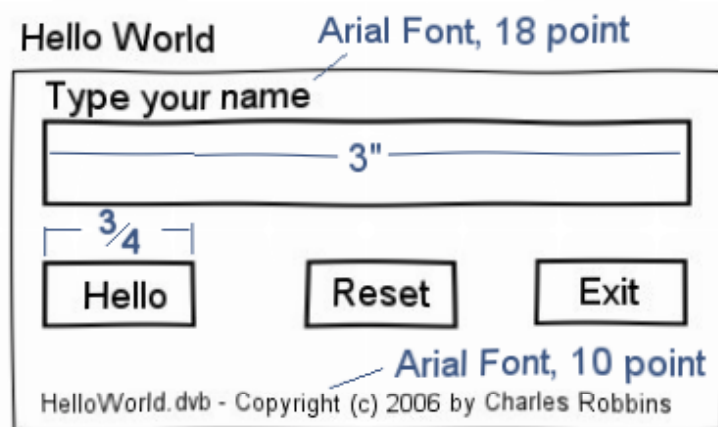 Hello World
Arial Font, 18 point
Type your name
3"
3/4
Hello Reset Exit
Arial Font, 10 point
HelloWorld.dvb - Copyright (c) 2006 by Charles Robbins